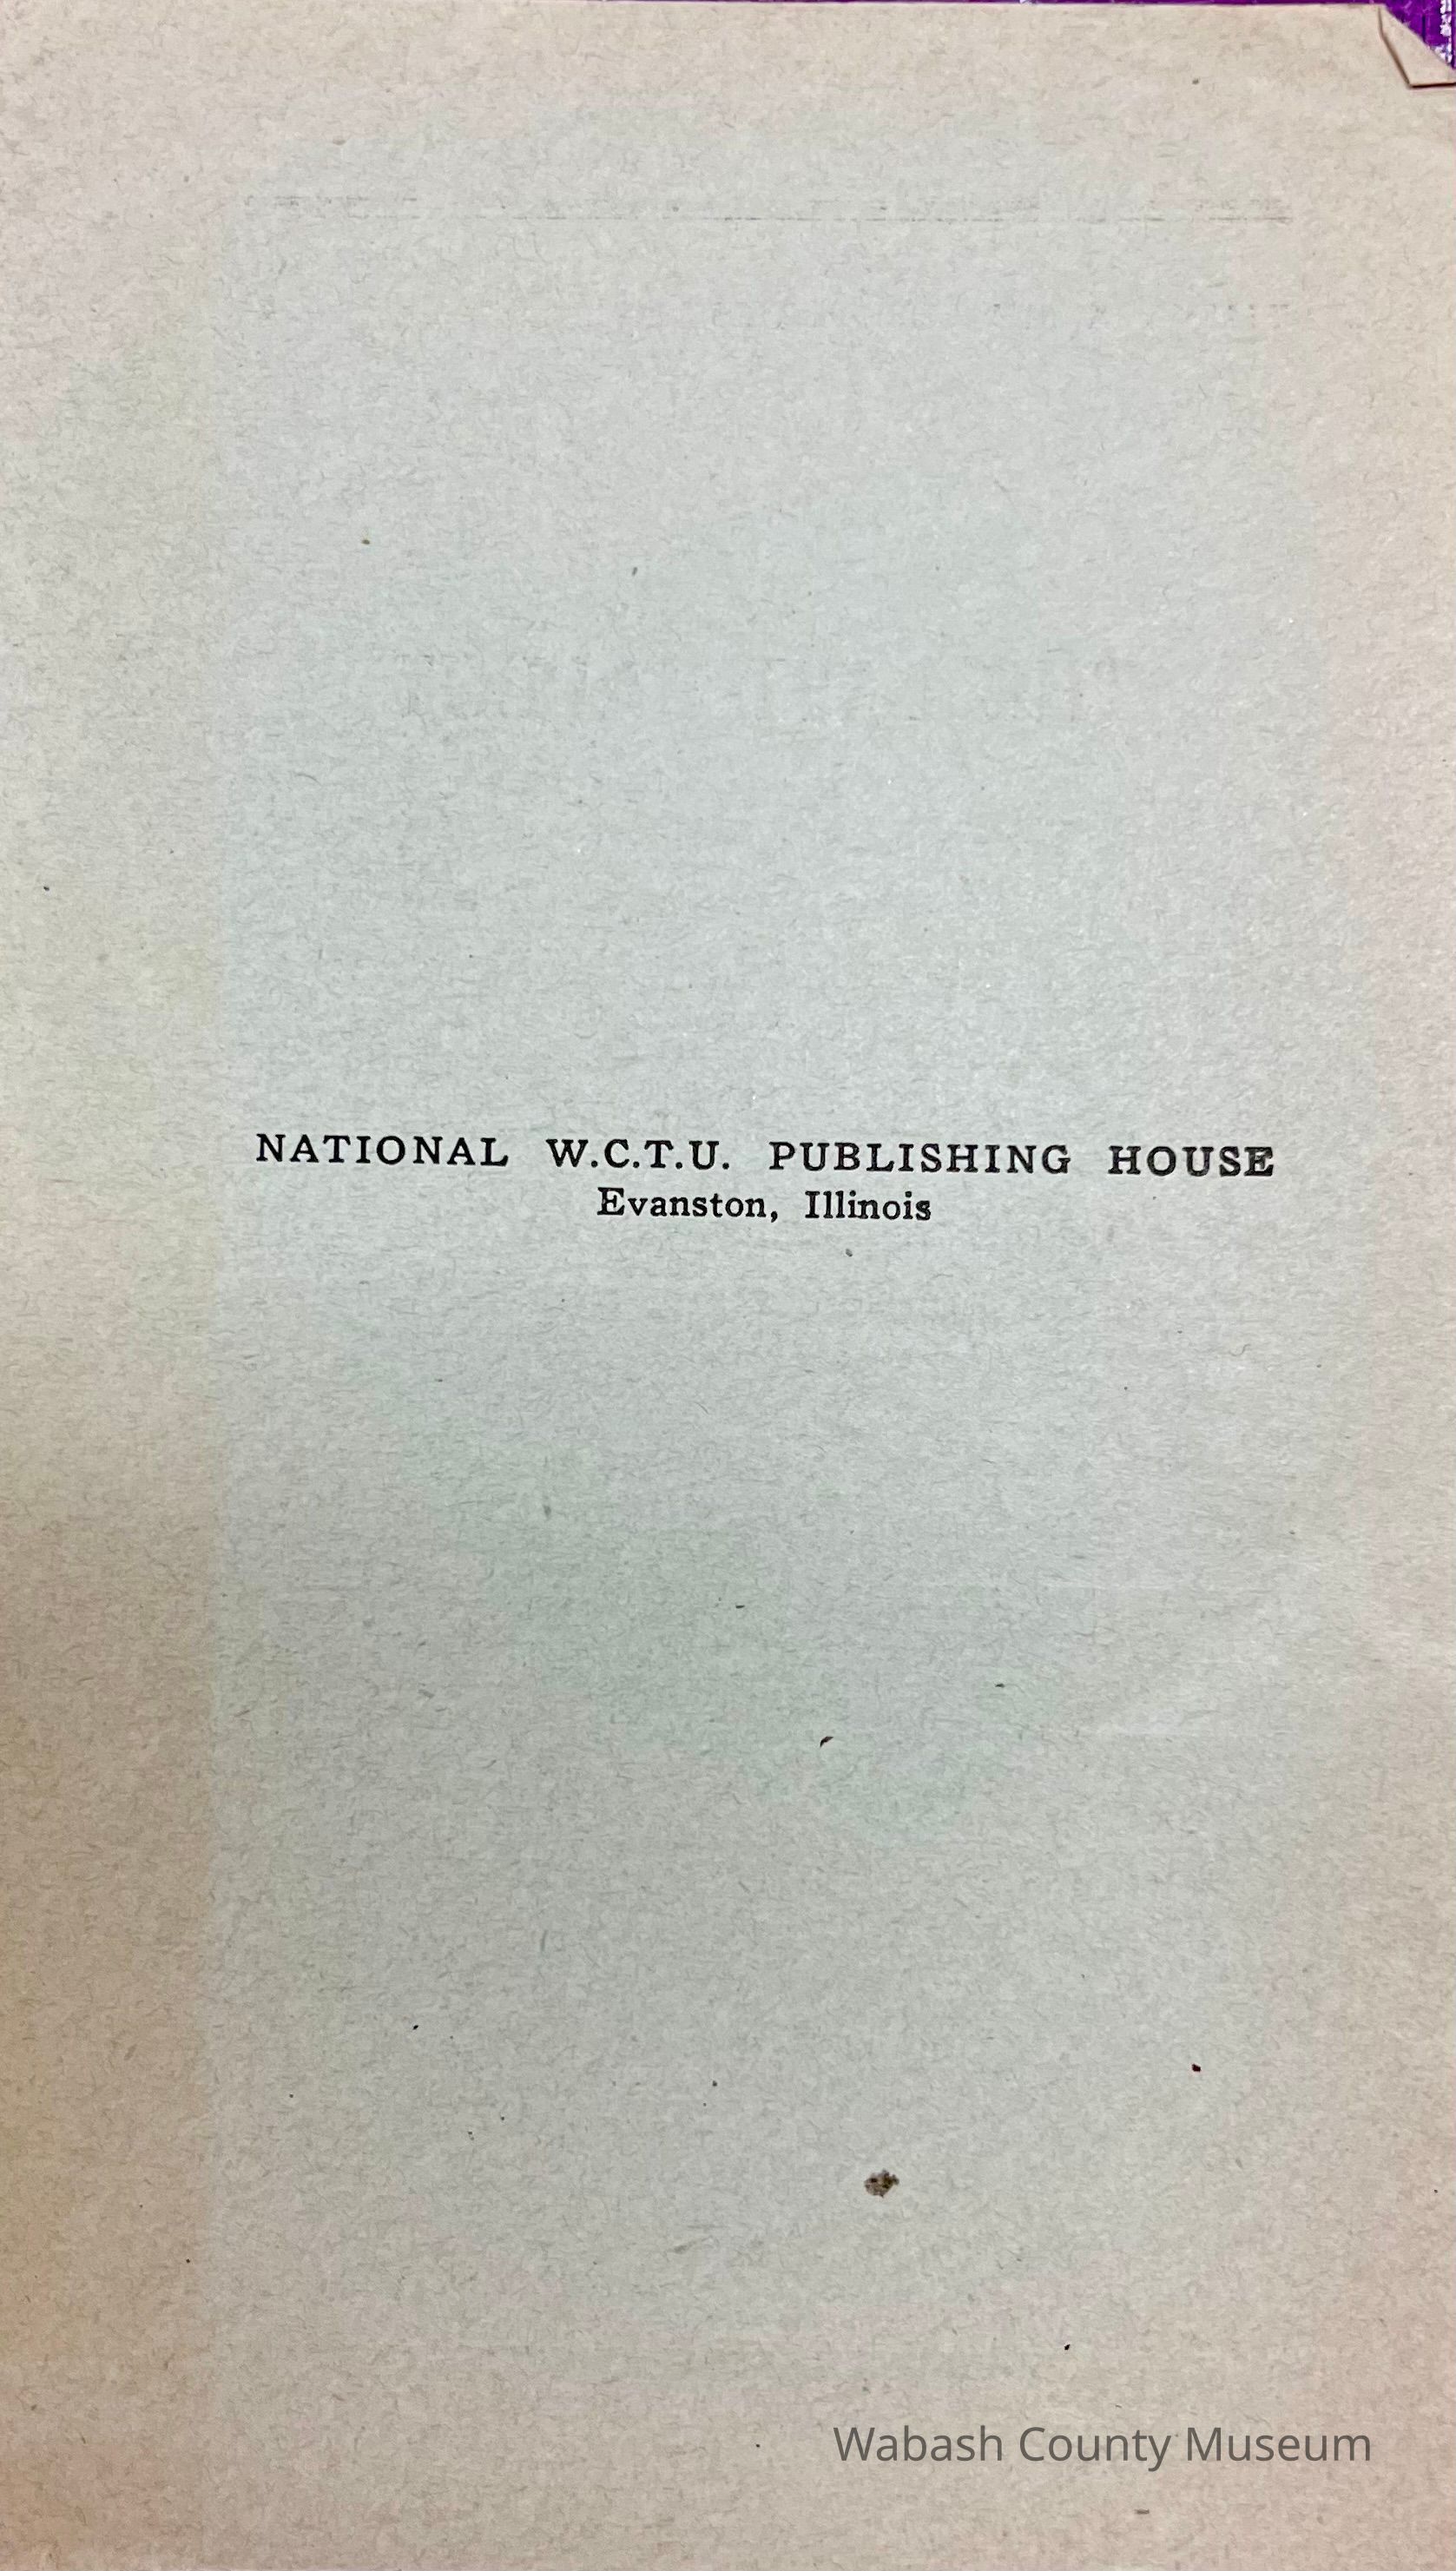 NATIONAL W.C.T.U. PUBLISHING HOUSE
Evanston, Illinois
Wabash County Museum